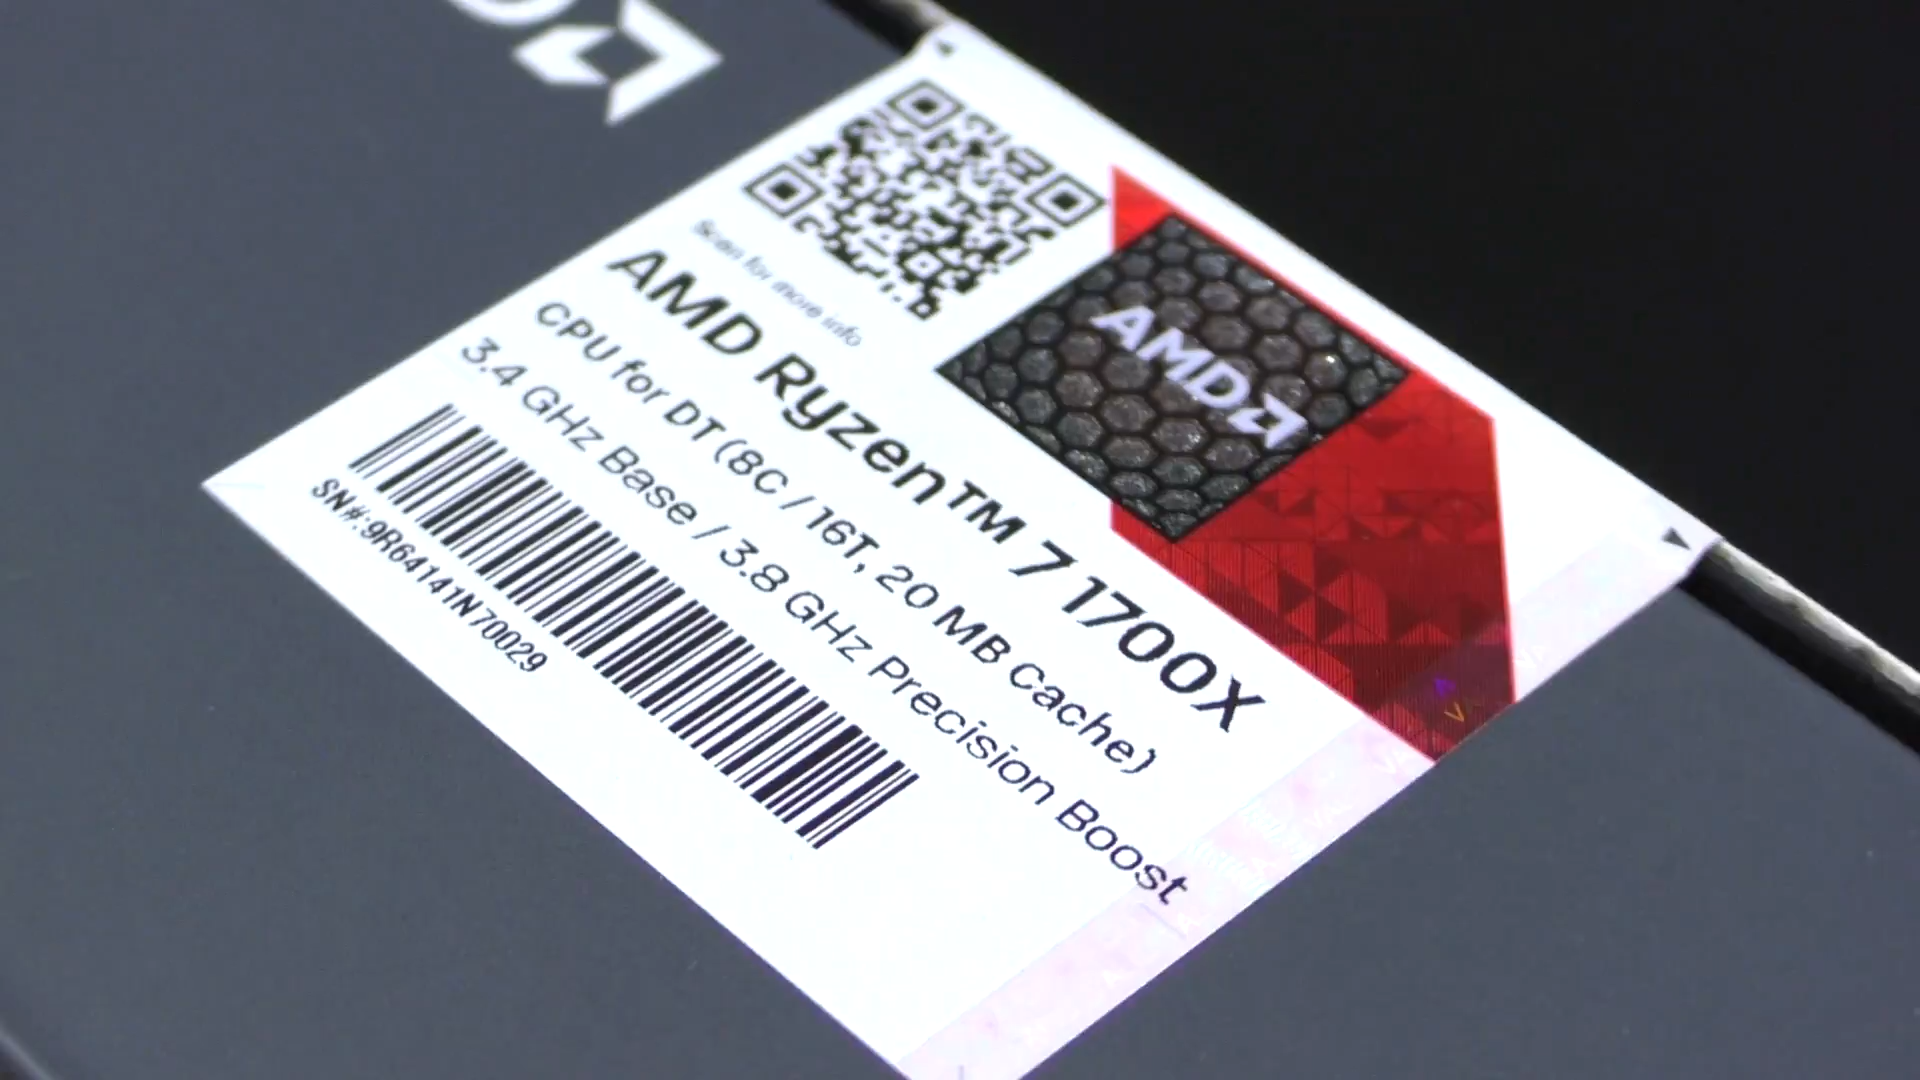 Scan for more info
AMD Ryzen™ 7 1700X
CPU for DT (8C / 16T, 20 MB Cache)
3.4 GHz Base / 3.8 GHz Precision Boost
SN#:9R64141N70029
AMD